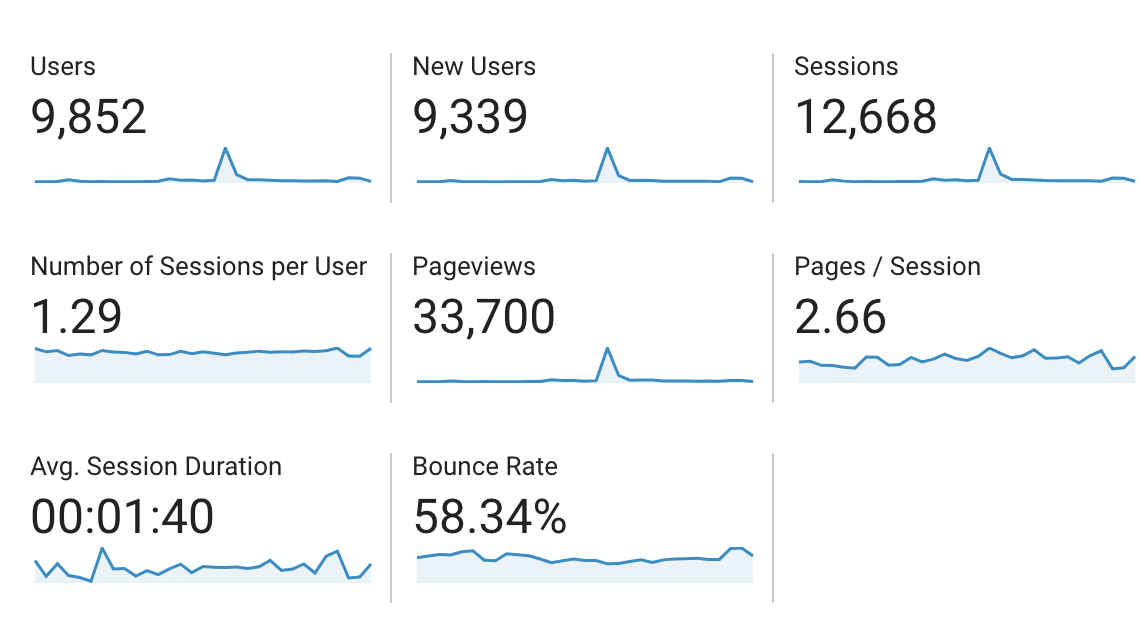 Users
9,852
New Users
9,339
Sessions
12,668
Number of Sessions per User
1.29
Pageviews
33,700
Pages / Session
2.66
Avg. Session Duration
00:01:40
Bounce Rate
58.34%